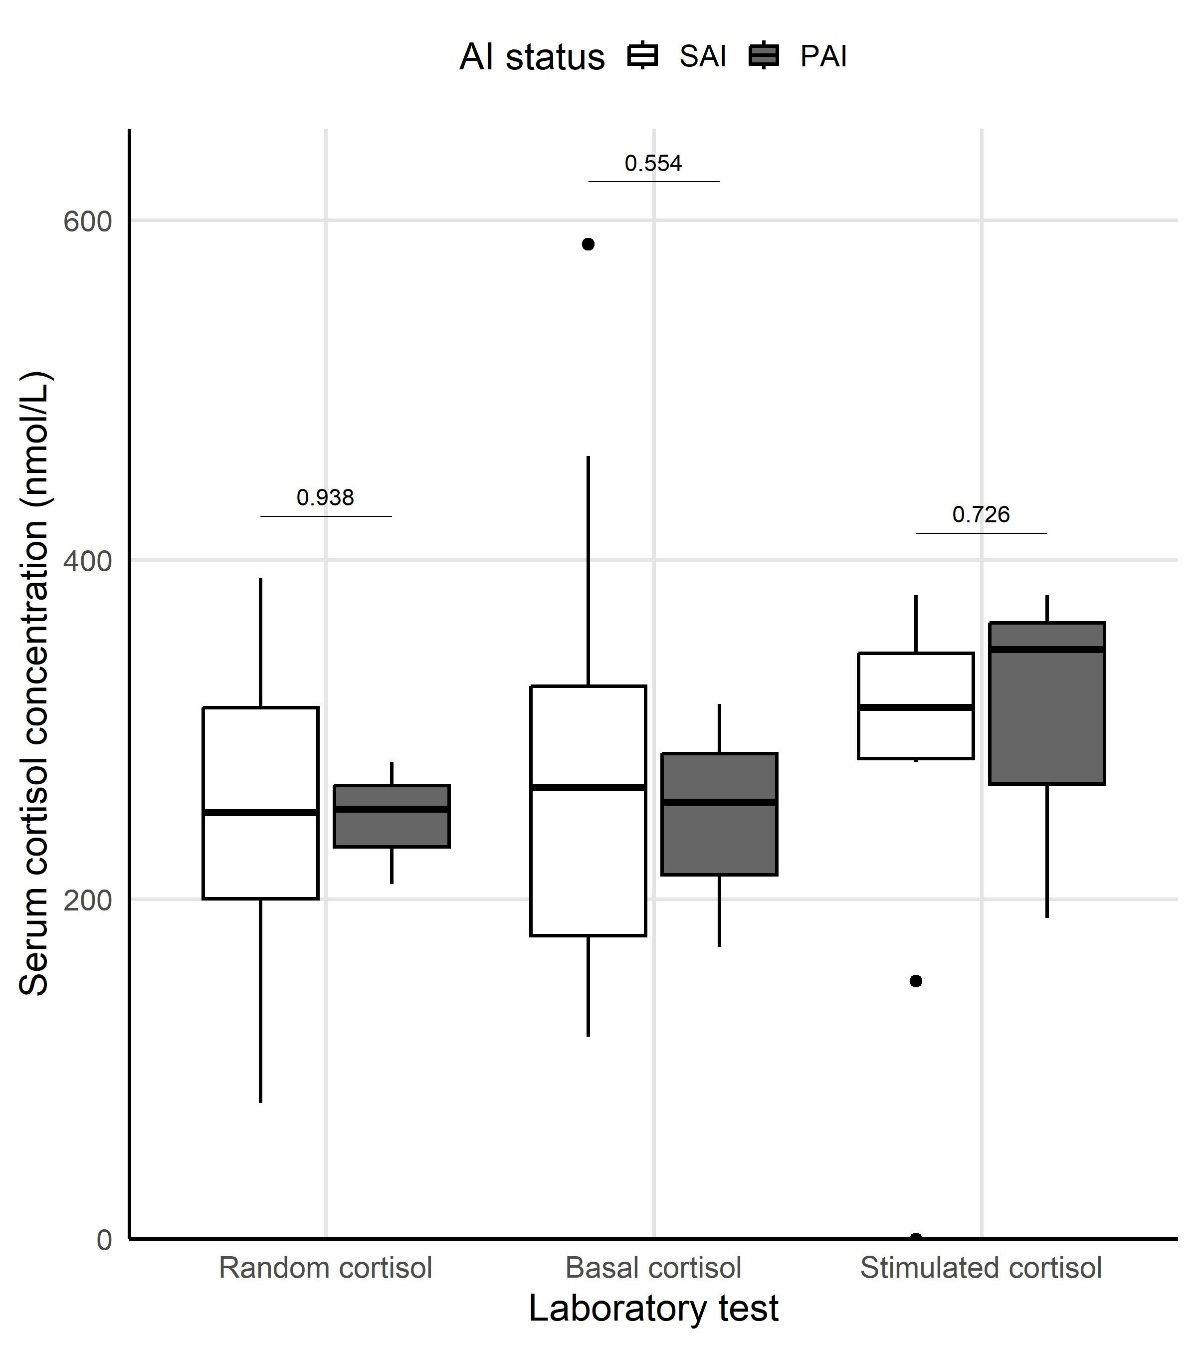 AI status SAI PAI
Serum cortisol concentration (nmol/L)
600
400
200
0
0.938
0.554
0.726
Random cortisol Basal cortisol Stimulated cortisol
Laboratory test